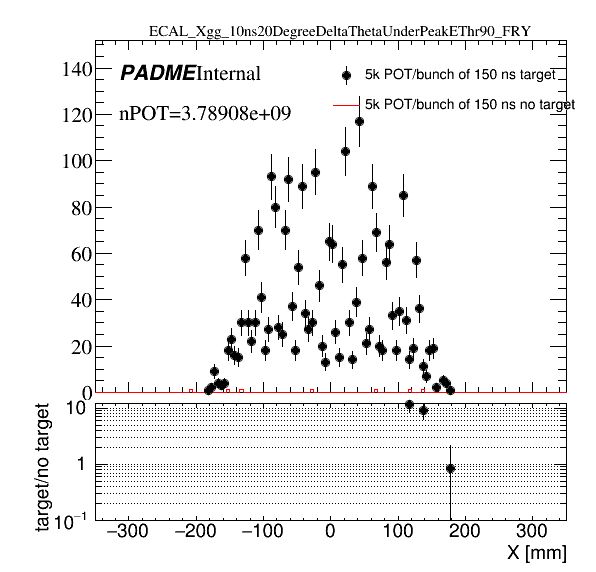 ECAL_Xgg_10ns20DegreeDeltaThetaUnderPeakEThr90_FRY
PADME Internal
nPOT=3.78908e+09
5k POT/bunch of 150 ns target
5k POT/bunch of 150 ns no target
140
120
100
80
60
40
20
0
target/no target
10
1
10⁻¹
−300 −200 −100 0 100 200 300
X [mm]